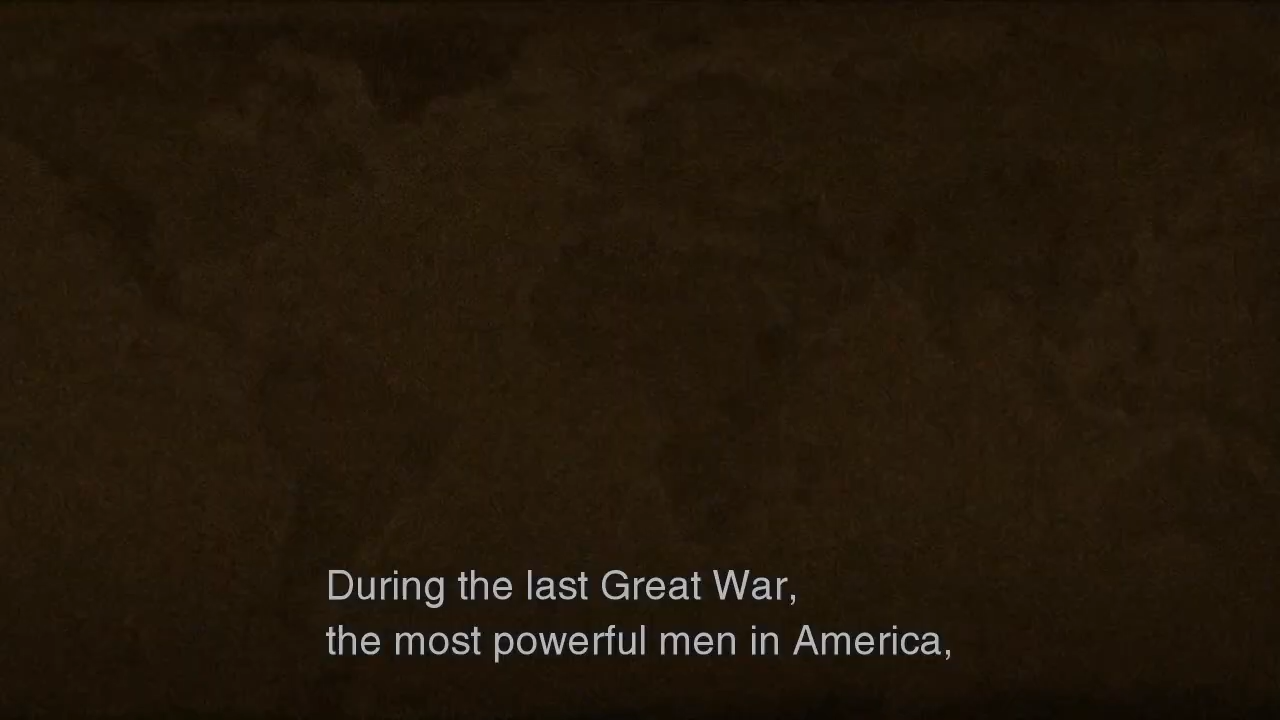 During the last Great War,
the most powerful men in America,